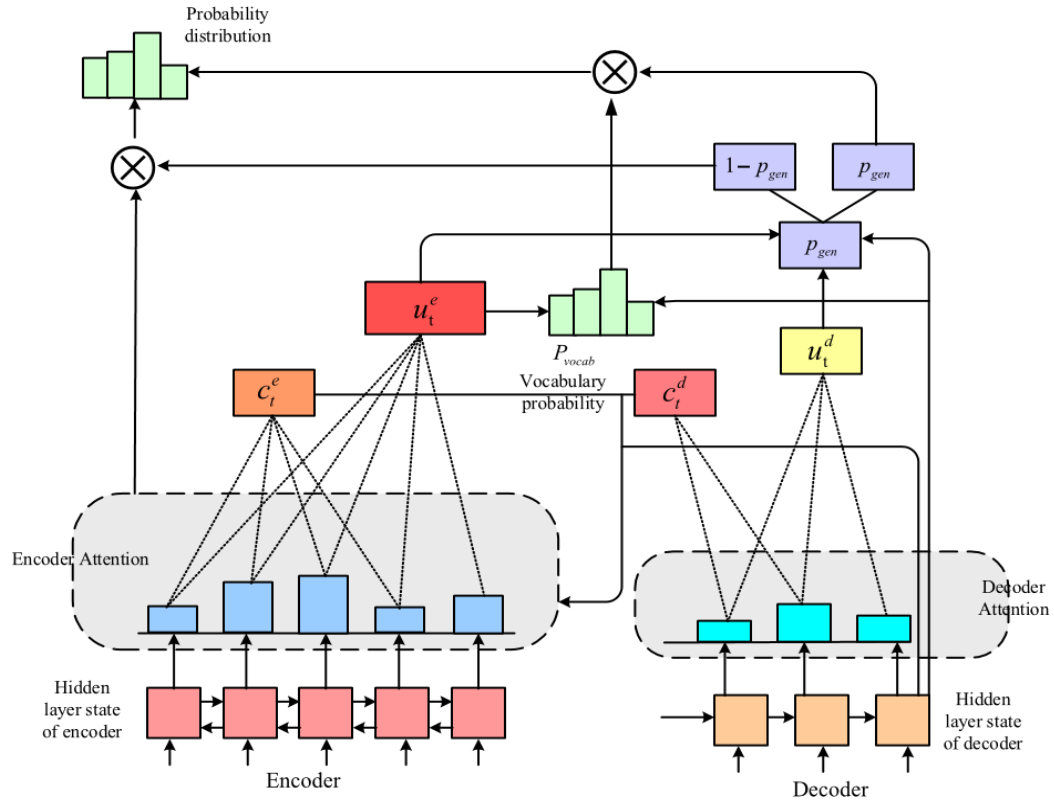 Probability
distribution
1 − p_gen
p_gen
p_gen
u_t^e
P_vocab
Vocabulary
probability
u_t^d
c_t^e
c_t^d
Encoder Attention
Decoder
Attention
Hidden
layer state
of encoder
Hidden
layer state
of decoder
Encoder
Decoder